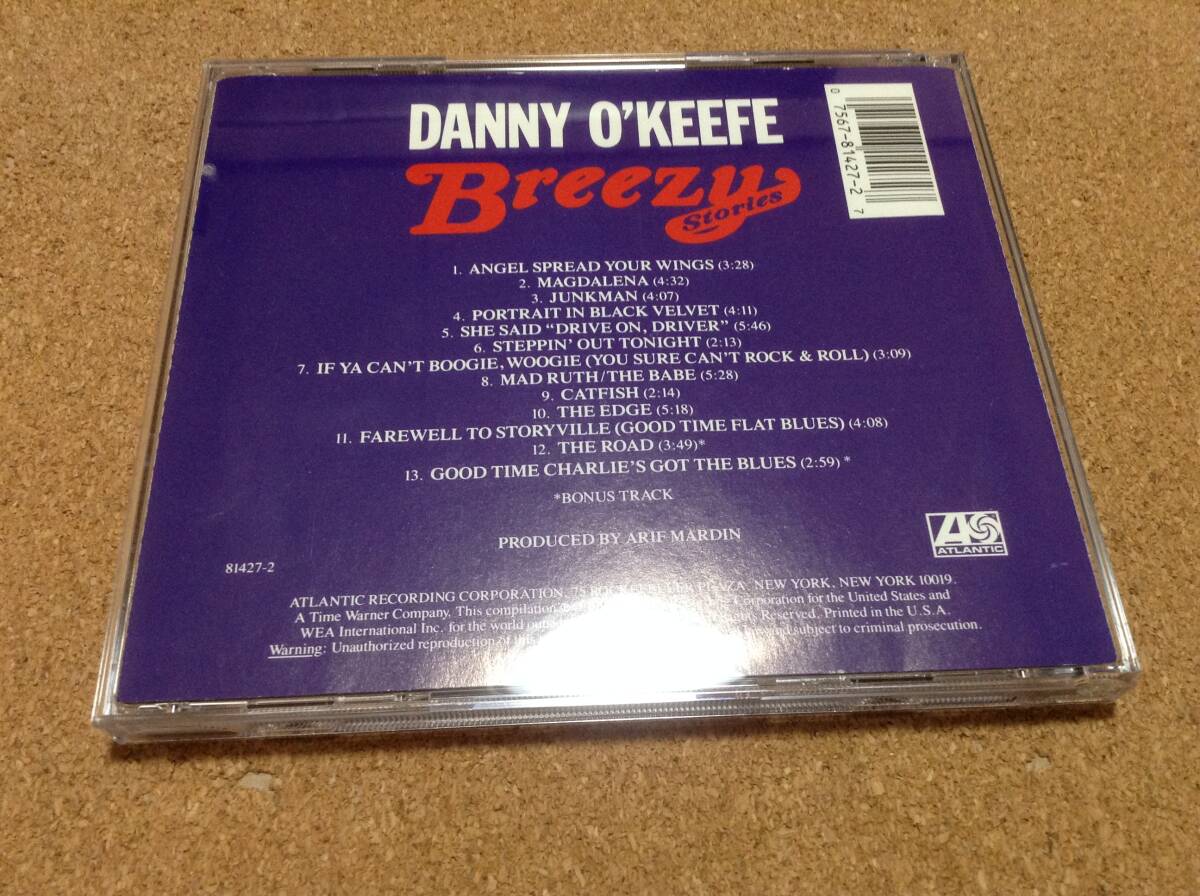 DANNY O'KEEFE
Breezy
Stories
0 7567-81427-2 7
1. ANGEL SPREAD YOUR WINGS (3:28)
2. MAGDALENA (4:32)
3. JUNKMAN (4:07)
4. PORTRAIT IN BLACK VELVET (4:11)
5. SHE SAID "DRIVE ON, DRIVER" (5:46)
6. STEPPIN' OUT TONIGHT (2:13)
7. IF YA CAN'T BOOGIE, WOOGIE (YOU SURE CAN'T ROCK & ROLL) (3:09)
8. MAD RUTH/THE BABE (5:28)
9. CATFISH (2:14)
10. THE EDGE (5:18)
11. FAREWELL TO STORYVILLE (GOOD TIME FLAT BLUES) (4:08)
12. THE ROAD (3:49)*
13. GOOD TIME CHARLIE'S GOT THE BLUES (2:59) *
*BONUS TRACK
PRODUCED BY ARIF MARDIN
ATLANTIC
81427-2
ATLANTIC RECORDING CORPORATION, 75 PLAZA, NEW YORK, NEW YORK 10019.
A Time Warner Company. This compilation Corporation for the United States and
WEA International Inc. for the world Reserved. Printed in the U.S.A.
Warning: Unauthorized reproduction of this and subject to criminal prosecution.